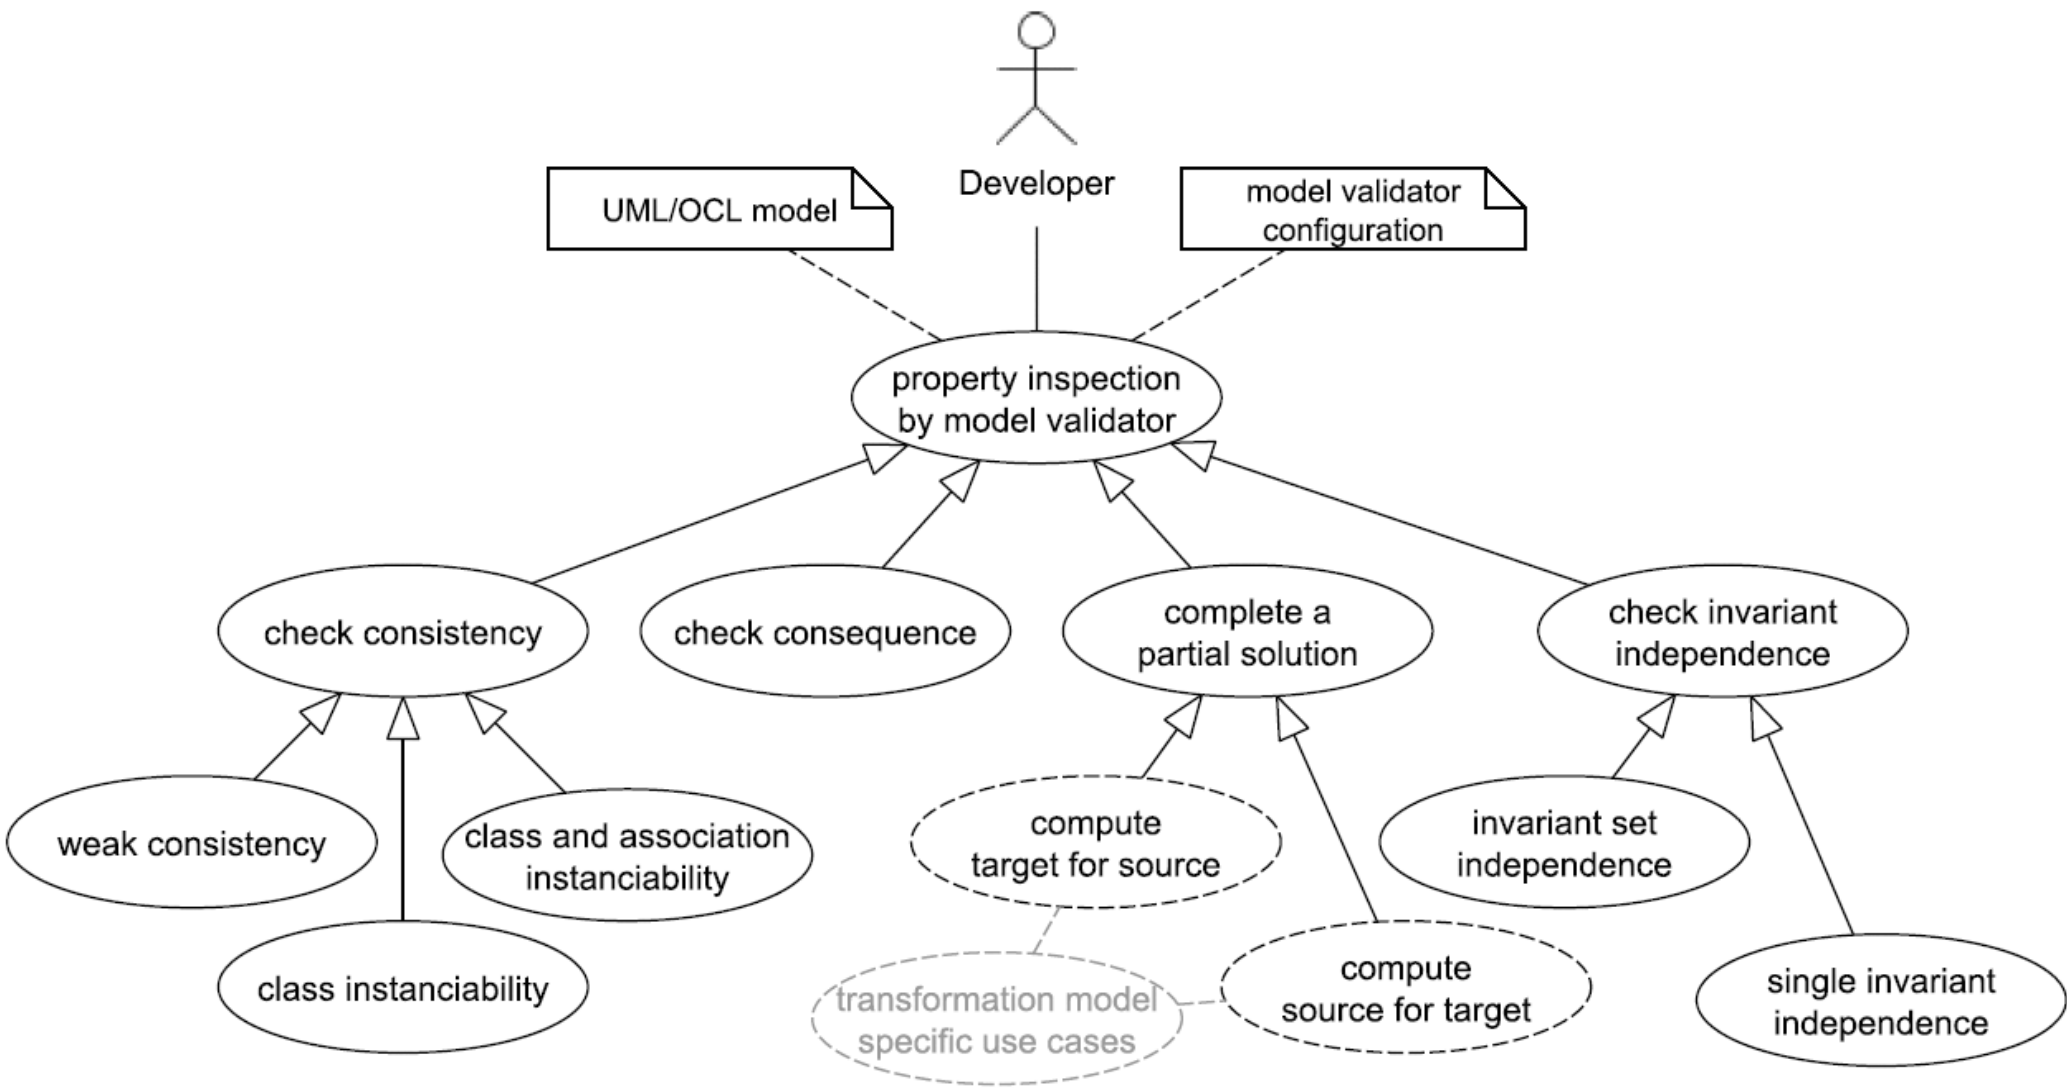 Developer
UML/OCL model
model validator
configuration
property inspection
by model validator
check consistency
check consequence
complete a
partial solution
check invariant
independence
weak consistency
class and association
instanciability
compute
target for source
invariant set
independence
class instanciability
transformation model
specific use cases
compute
source for target
single invariant
independence